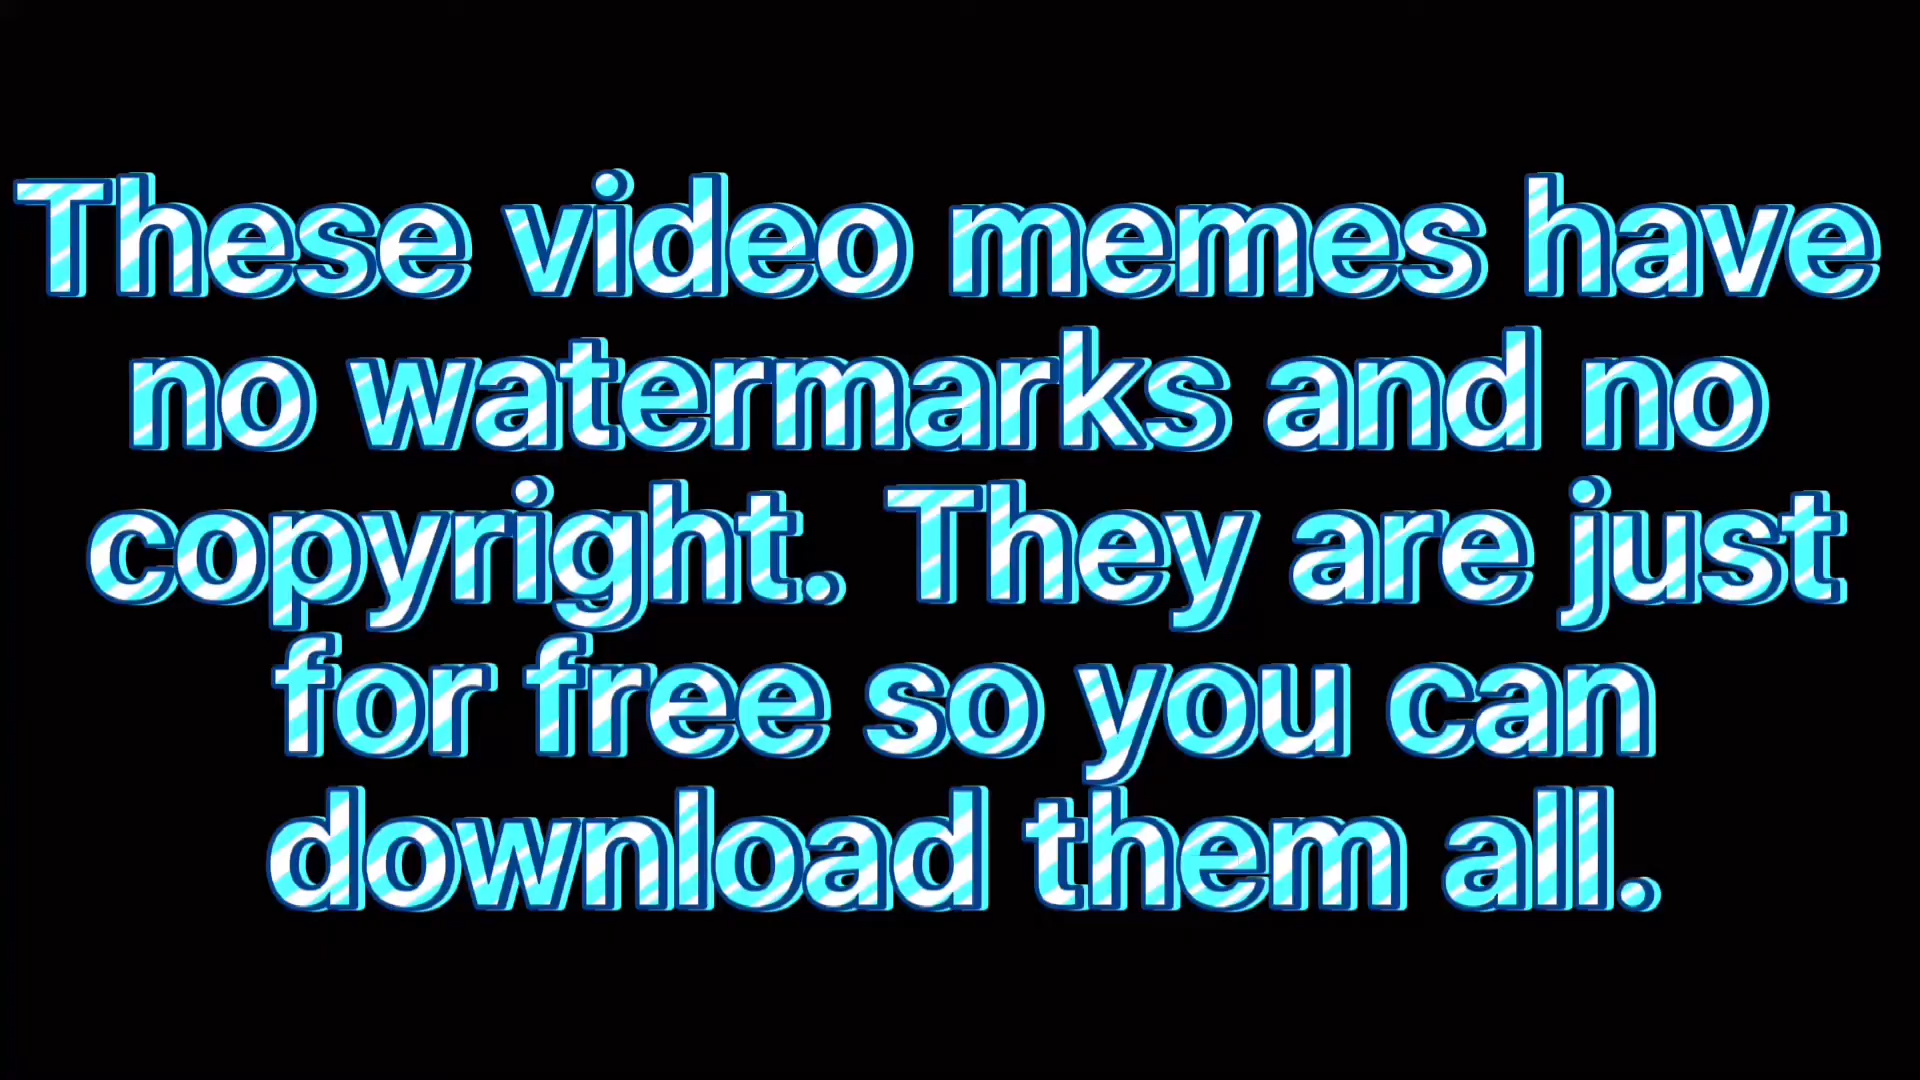 These video memes have
no watermarks and no
copyright. They are just
for free so you can
download them all.